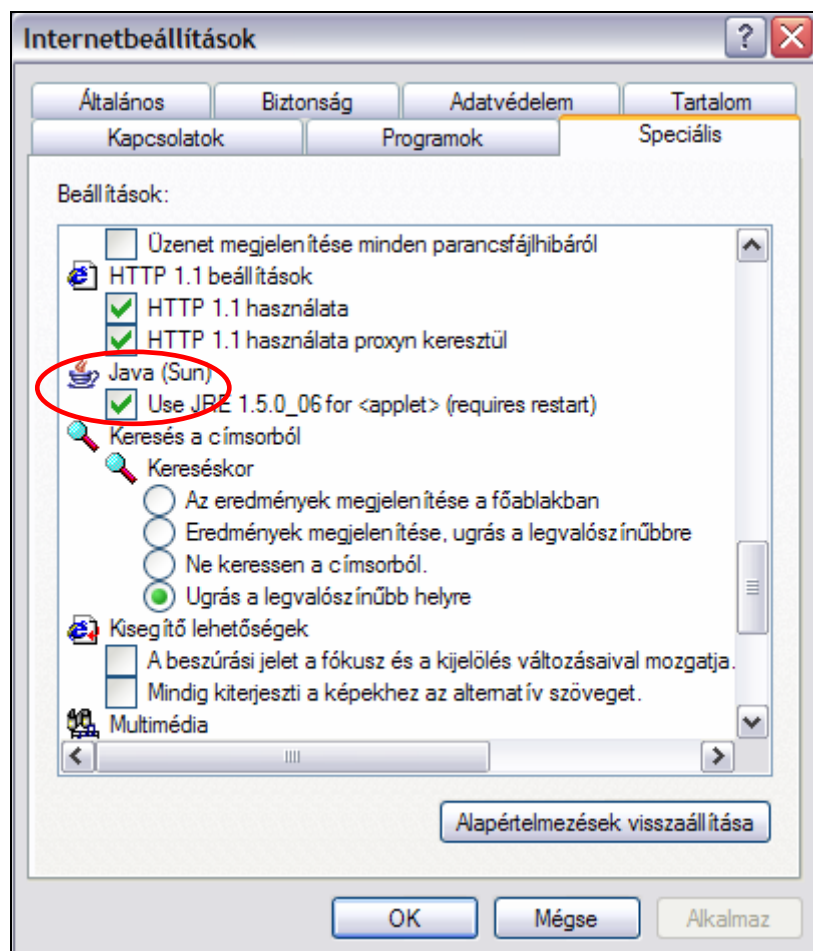 Internetbeállítások
Általános
Biztonság
Adatvédelem
Tartalom
Kapcsolatok
Programok
Speciális
Beállítások:
Üzenet megjelenítése minden parancsfájlhibáról
HTTP 1.1 beállítások
HTTP 1.1 használata
HTTP 1.1 használata proxyn keresztül
Java (Sun)
Use JRE 1.5.0_06 for <applet> (requires restart)
Keresés a címsorból
Kereséskor
Az eredmények megjelenítése a főablakban
Eredmények megjelenítése, ugrás a legvalószínűbbre
Ne keressen a címsorból.
Ugrás a legvalószínűbb helyre
Kisegítő lehetőségek
A beszúrási jelet a fókusz és a kijelölés változásaival mozgatja.
Mindig kiterjeszti a képekhez az alternatív szöveget.
Multimédia
Alapértelmezések visszaállítása
OK
Mégse
Alkalmaz